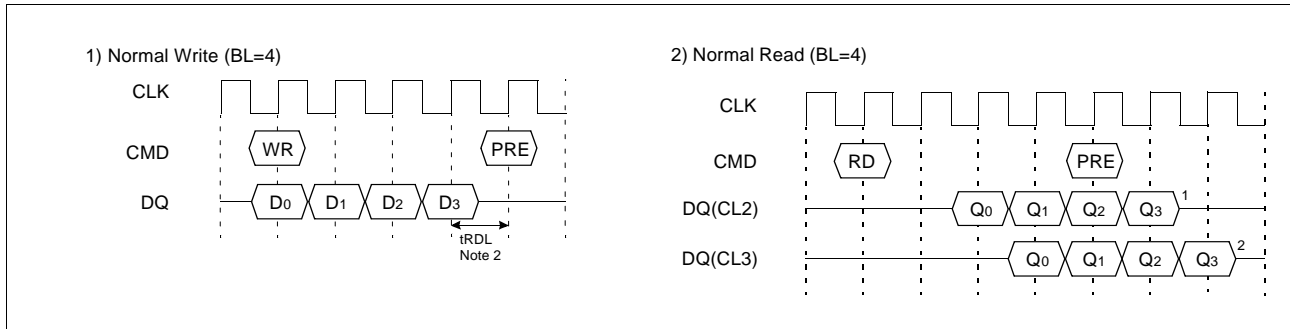 1) Normal Write (BL=4)
CLK
CMD WR PRE
DQ D0 D1 D2 D3
tRDL
Note 2
2) Normal Read (BL=4)
CLK
CMD RD PRE
DQ(CL2) Q0 Q1 Q2 Q3 1
DQ(CL3) Q0 Q1 Q2 Q3 2